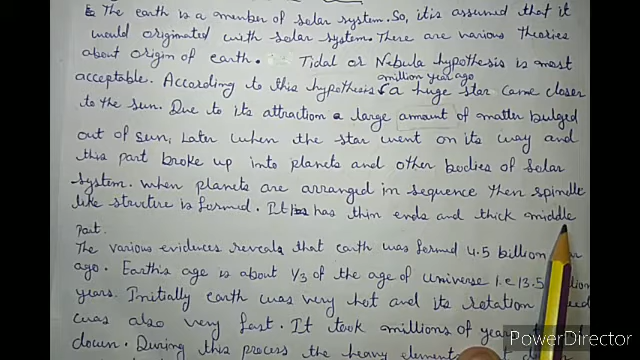 The earth is a member of solar system. So, it is assumed that it
would originated with solar system. There are various theories
about origin of earth. Tidal or Nebula hypothesis is most
million year ago
acceptable. According to this hypothesis a huge star came closer
to the sun. Due to its attraction a large amount of matter bulged
out of sun, Later when the star went on its way and
this part broke up into planets and other bodies of solar
system. When planets are arranged in sequence then spindle
like structure is formed. It has thin ends and thick middle
part.
The various evidences reveals that earth was formed 4.5 billion
ago. Earths age is about 1/3 of the age of universe i.e 13.5
years. Initially earth was very hot and its rotation
was also very fast. It took millions of years
down. During this process the heavy elements
PowerDirector